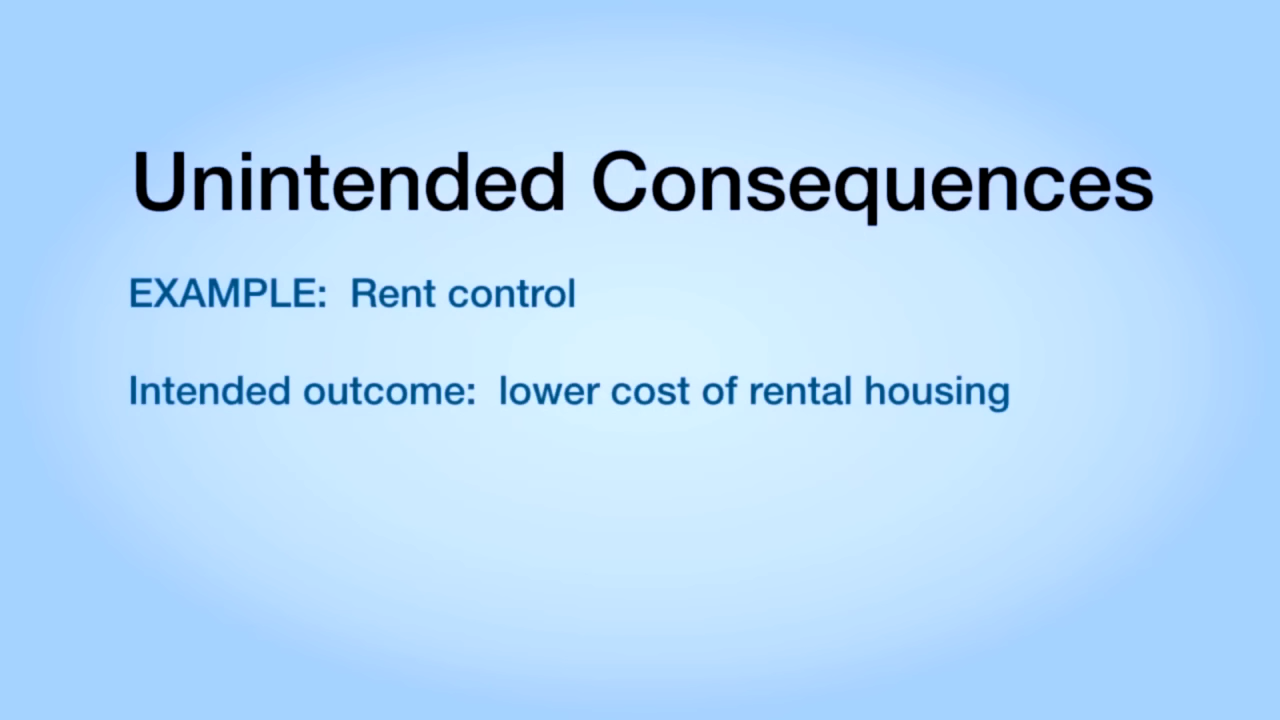 Unintended Consequences
EXAMPLE: Rent control
Intended outcome: lower cost of rental housing